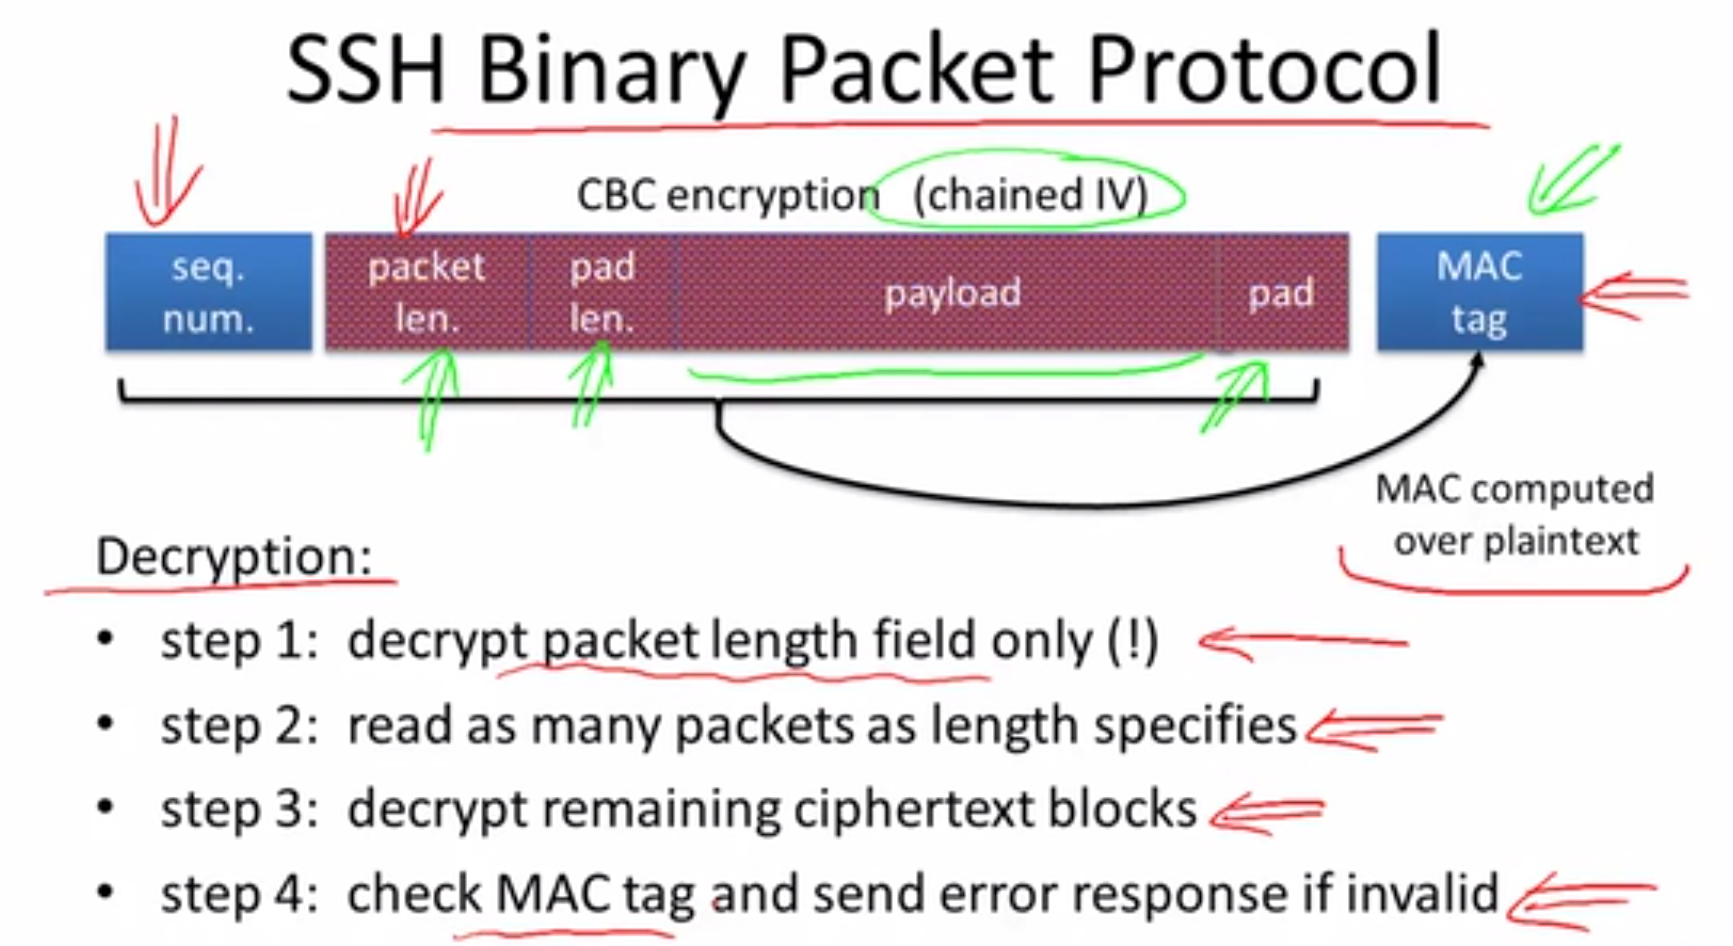 SSH Binary Packet Protocol
CBC encryption (chained IV)
seq.
num.
packet
len.
pad
len.
payload
pad
MAC
tag
MAC computed
over plaintext
Decryption:
• step 1: decrypt packet length field only (!)
• step 2: read as many packets as length specifies
• step 3: decrypt remaining ciphertext blocks
• step 4: check MAC tag and send error response if invalid